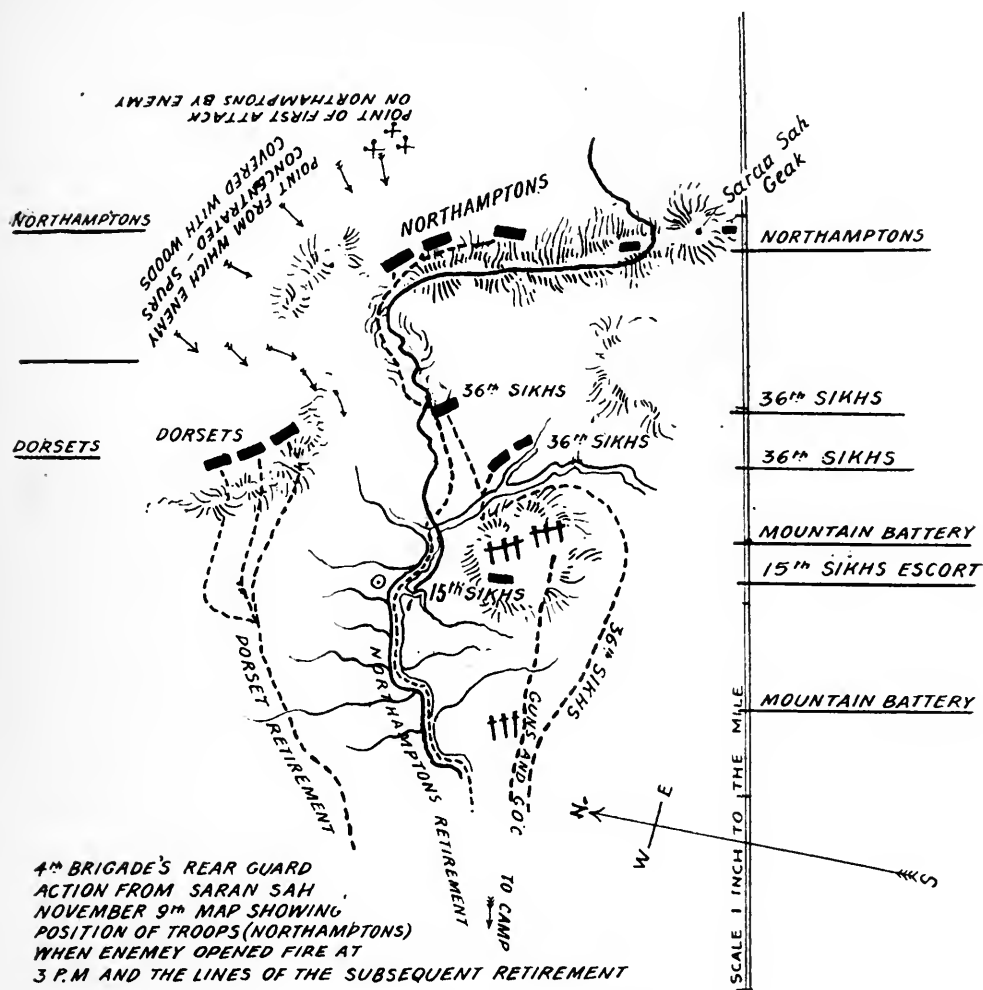 POINT OF FIRST ATTACK
ON NORTHAMPTONS BY ENEMY
POINT FROM WHICH ENEMY
CONCENTRATED - SPURS
COVERED WITH WOODS
Saraa Sah
Geak
NORTHAMPTONS
NORTHAMPTONS
NORTHAMPTONS
36TH SIKHS
36TH SIKHS
DORSETS
DORSETS
36TH SIKHS
36TH SIKHS
MOUNTAIN BATTERY
15TH SIKHS ESCORT
15TH SIKHS
36TH SIKHS
DORSET RETIREMENT
NORTHAMPTONS RETIREMENT
GUNS AND GOC
MOUNTAIN BATTERY
TO CAMP
N.
E
W
S
SCALE 1 INCH TO THE MILE
4TH BRIGADE'S REAR GUARD
ACTION FROM SARAN SAH
NOVEMBER 9TH MAP SHOWING
POSITION OF TROOPS (NORTHAMPTONS)
WHEN ENEMEY OPENED FIRE AT
3 P.M AND THE LINES OF THE SUBSEQUENT RETIREMENT